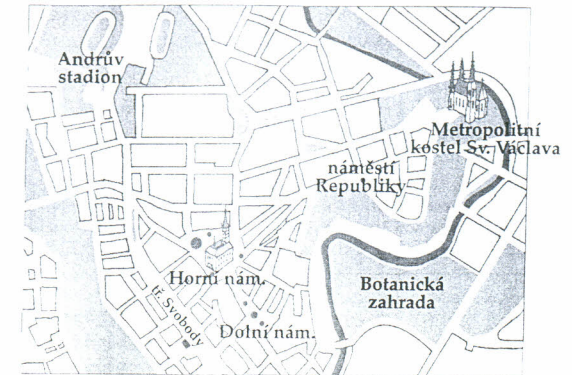 Andrův
stadion
Metropolitní
kostel Sv. Václava
náměstí
Republiky
Horní nám.
Botanická
zahrada
tř. Svobody
Dolní nám.